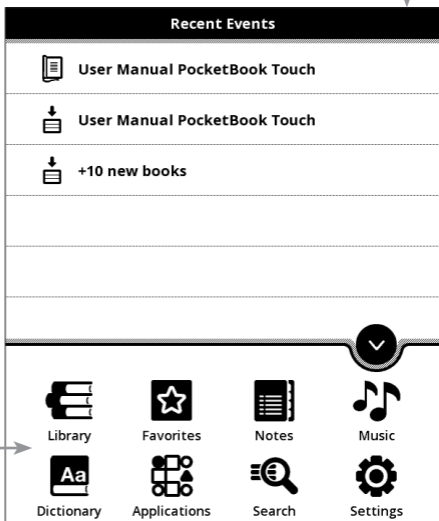 Recent Events
User Manual PocketBook Touch
User Manual PocketBook Touch
+10 new books
Library Favorites Notes Music
Aa
Dictionary Applications Search Settings